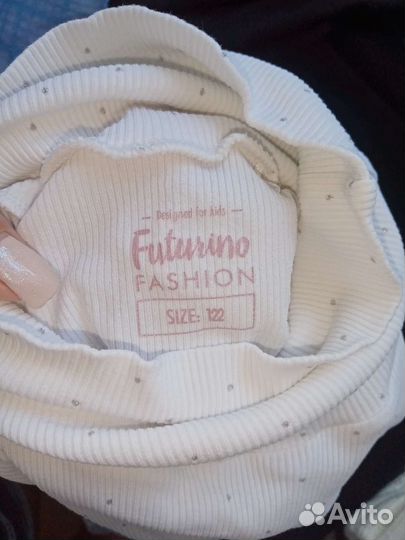 — Designed for kids —
Futurino
FASHION
SIZE: 122
Avito